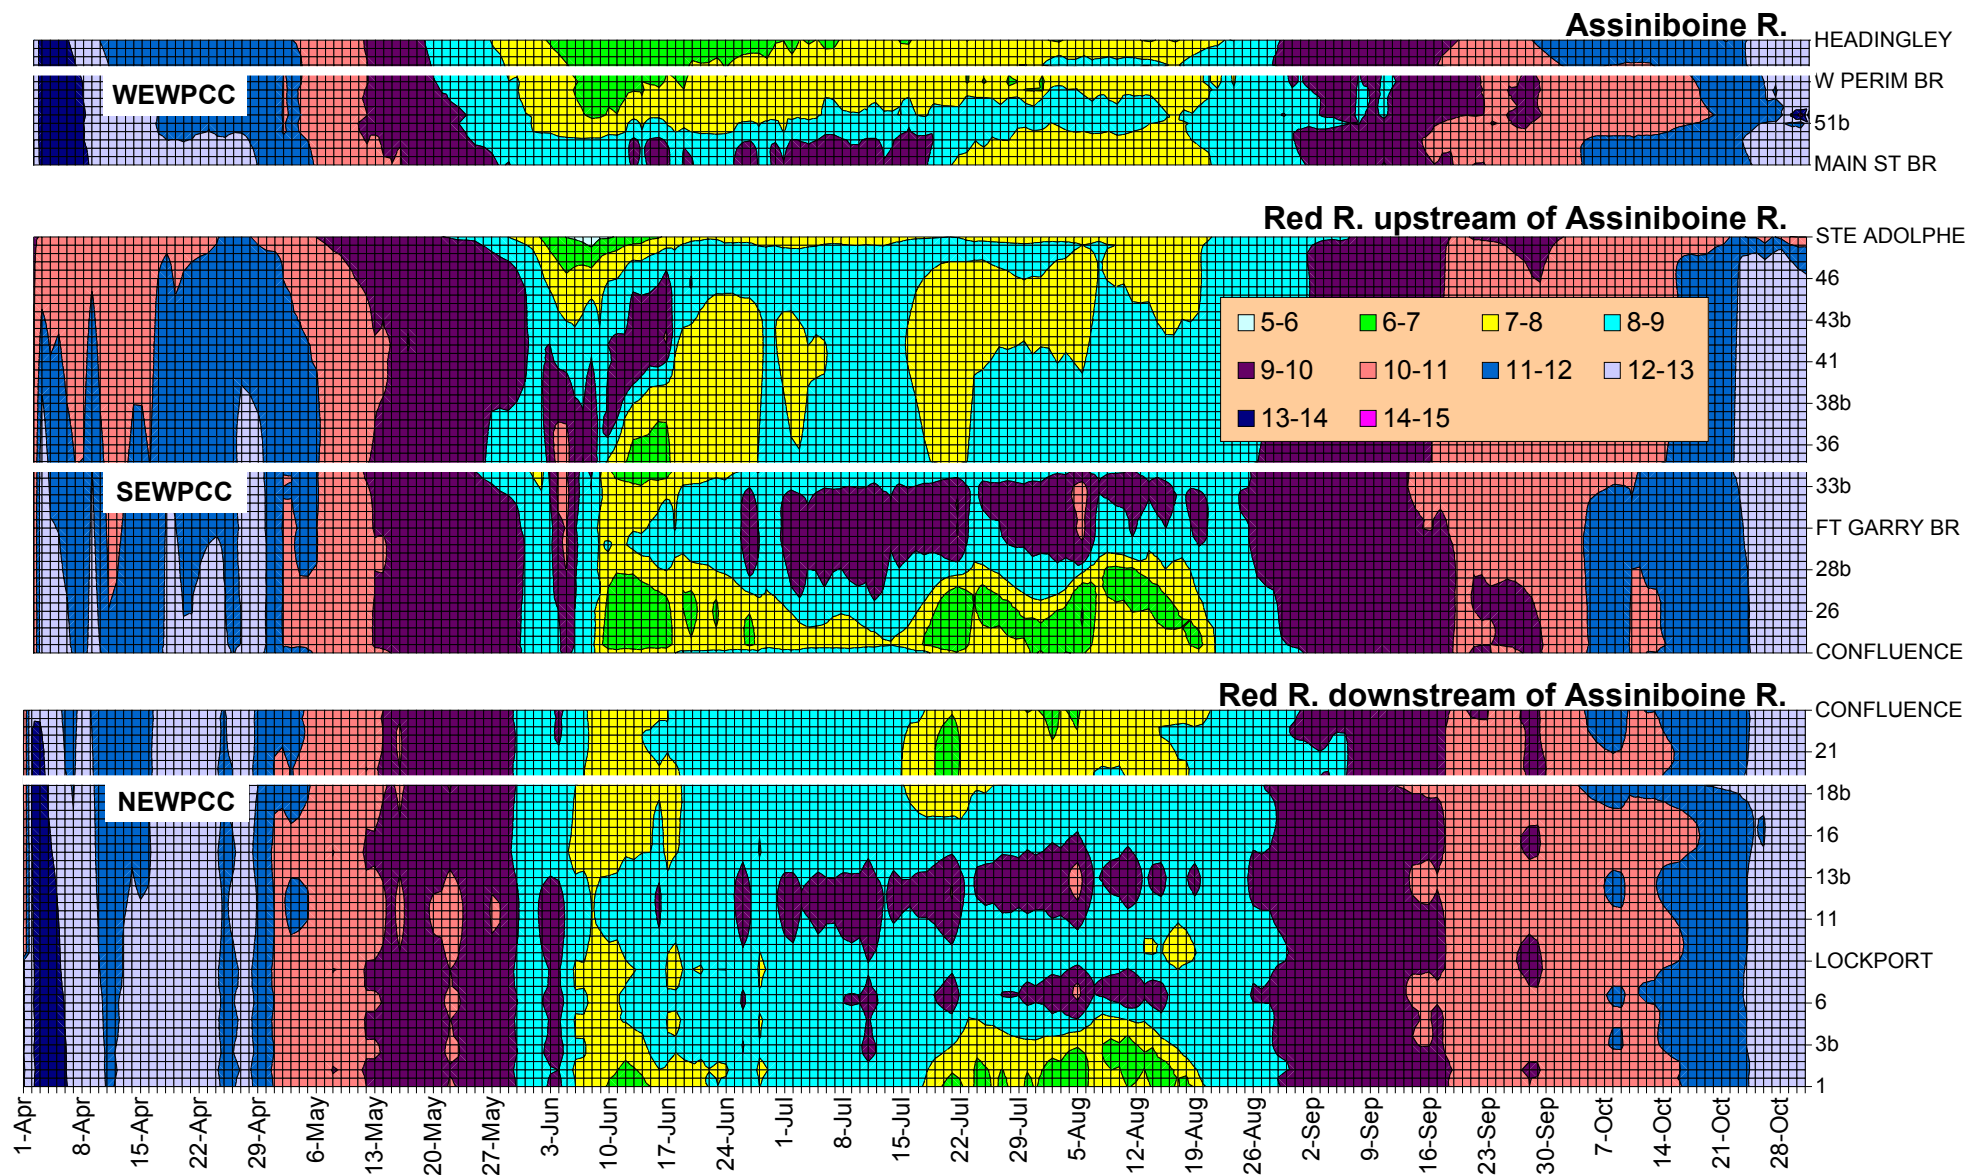 Assiniboine R.
HEADINGLEY
W PERIM BR
WEWPCC
51b
MAIN ST BR
Red R. upstream of Assiniboine R.
STE ADOLPHE
46
5-6 6-7 7-8 8-9
43b
9-10 10-11 11-12 12-13
41
38b
13-14 14-15
36
SEWPCC
33b
FT GARRY BR
28b
26
CONFLUENCE
Red R. downstream of Assiniboine R.
CONFLUENCE
21
NEWPCC
18b
16
13b
11
LOCKPORT
6
3b
1
1-Apr 8-Apr 15-Apr 22-Apr 29-Apr 6-May 13-May 20-May 27-May 3-Jun 10-Jun 17-Jun 24-Jun 1-Jul 8-Jul 15-Jul 22-Jul 29-Jul 5-Aug 12-Aug 19-Aug 26-Aug 2-Sep 9-Sep 16-Sep 23-Sep 30-Sep 7-Oct 14-Oct 21-Oct 28-Oct